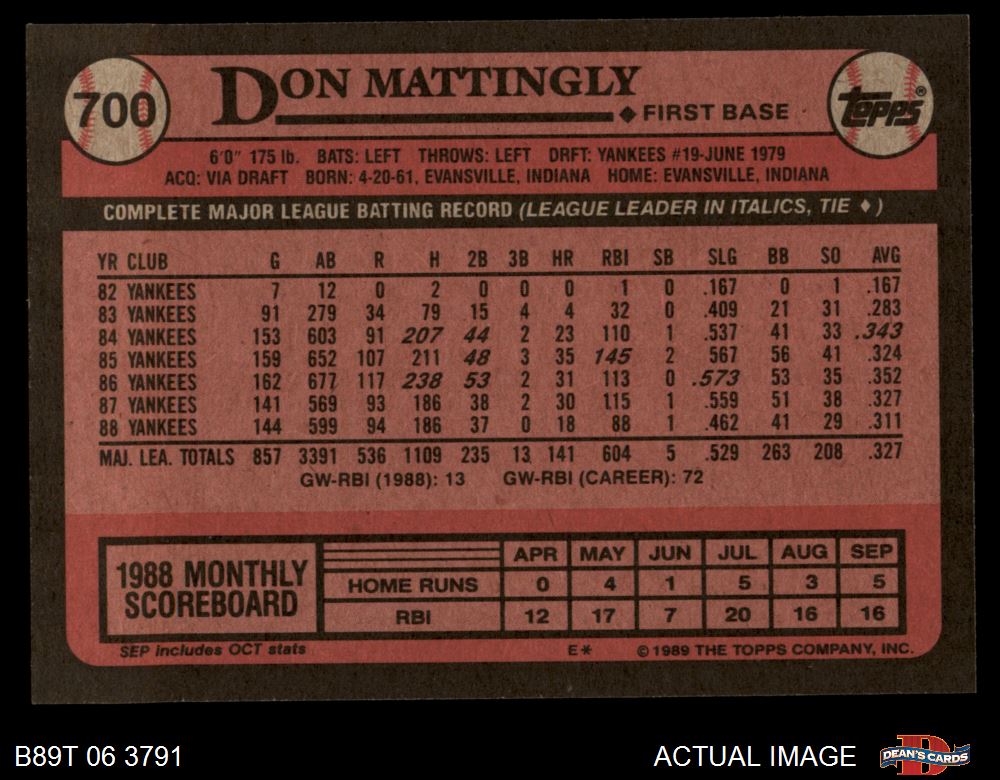 700
DON MATTINGLY
♦ FIRST BASE
Topps®
6'0" 175 lb. BATS: LEFT THROWS: LEFT DRFT: YANKEES #19-JUNE 1979
ACQ: VIA DRAFT BORN: 4-20-61, EVANSVILLE, INDIANA HOME: EVANSVILLE, INDIANA
COMPLETE MAJOR LEAGUE BATTING RECORD (LEAGUE LEADER IN ITALICS, TIE ♦)
YR CLUB G AB R H 2B 3B HR RBI SB SLG BB SO AVG
82 YANKEES 7 12 0 2 0 0 0 1 0 .167 0 1 .167
83 YANKEES 91 279 34 79 15 4 4 32 0 .409 21 31 .283
84 YANKEES 153 603 91 207 44 2 23 110 1 .537 41 33 .343
85 YANKEES 159 652 107 211 48 3 35 145 2 567 56 41 .324
86 YANKEES 162 677 117 238 53 2 31 113 0 .573 53 35 .352
87 YANKEES 141 569 93 186 38 2 30 115 1 .559 51 38 .327
88 YANKEES 144 599 94 186 37 0 18 88 1 .462 41 29 .311
MAJ. LEA. TOTALS 857 3391 536 1109 235 13 141 604 5 .529 263 208 .327
GW-RBI (1988): 13 GW-RBI (CAREER): 72
1988 MONTHLY SCOREBOARD
APR MAY JUN JUL AUG SEP
HOME RUNS 0 4 1 5 3 5
RBI 12 17 7 20 16 16
SEP includes OCT stats E* © 1989 THE TOPPS COMPANY, INC.
B89T 06 3791 ACTUAL IMAGE DEAN'S CARDS